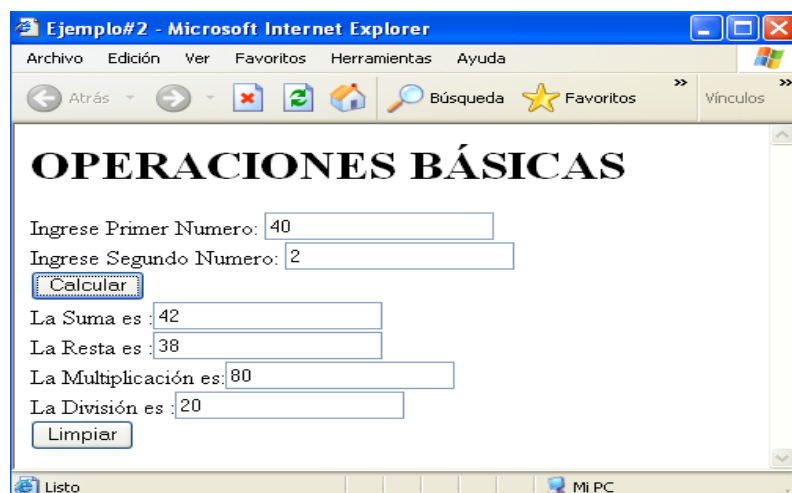 Ejemplo#2 - Microsoft Internet Explorer
Archivo Edición Ver Favoritos Herramientas Ayuda
Atrás Búsqueda Favoritos Vínculos
OPERACIONES BÁSICAS
Ingrese Primer Numero: 40
Ingrese Segundo Numero: 2
Calcular
La Suma es :42
La Resta es :38
La Multiplicación es:80
La División es :20
Limpiar
Listo Mi PC